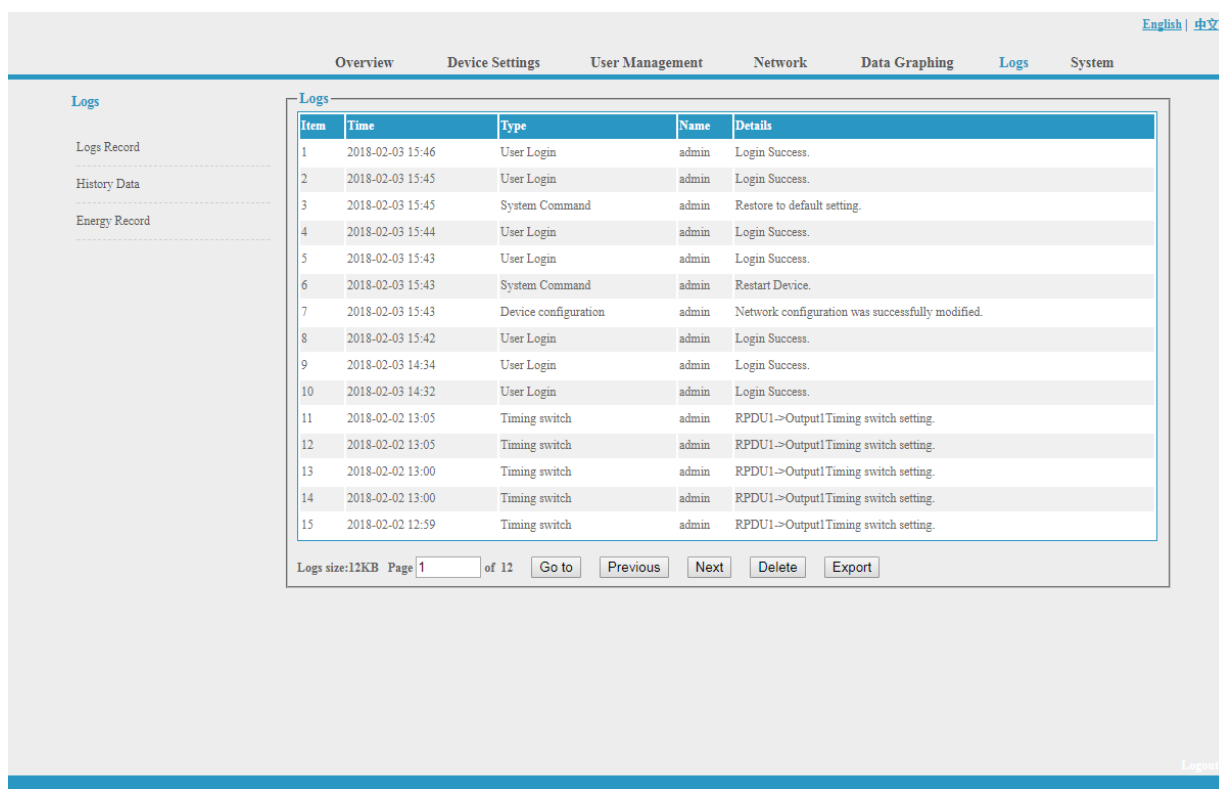 English | 中文
Overview Device Settings User Management Network Data Graphing Logs System
Logs
Logs Record
History Data
Energy Record
Logs
Item Time Type Name Details
1 2018-02-03 15:46 User Login admin Login Success.
2 2018-02-03 15:45 User Login admin Login Success.
3 2018-02-03 15:45 System Command admin Restore to default setting.
4 2018-02-03 15:44 User Login admin Login Success.
5 2018-02-03 15:43 User Login admin Login Success.
6 2018-02-03 15:43 System Command admin Restart Device.
7 2018-02-03 15:43 Device configuration admin Network configuration was successfully modified.
8 2018-02-03 15:42 User Login admin Login Success.
9 2018-02-03 14:34 User Login admin Login Success.
10 2018-02-03 14:32 User Login admin Login Success.
11 2018-02-02 13:05 Timing switch admin RPDU1->Output1Timing switch setting.
12 2018-02-02 13:05 Timing switch admin RPDU1->Output1Timing switch setting.
13 2018-02-02 13:00 Timing switch admin RPDU1->Output1Timing switch setting.
14 2018-02-02 13:00 Timing switch admin RPDU1->Output1Timing switch setting.
15 2018-02-02 12:59 Timing switch admin RPDU1->Output1Timing switch setting.
Logs size:12KB Page 1 of 12 Go to Previous Next Delete Export
Logout